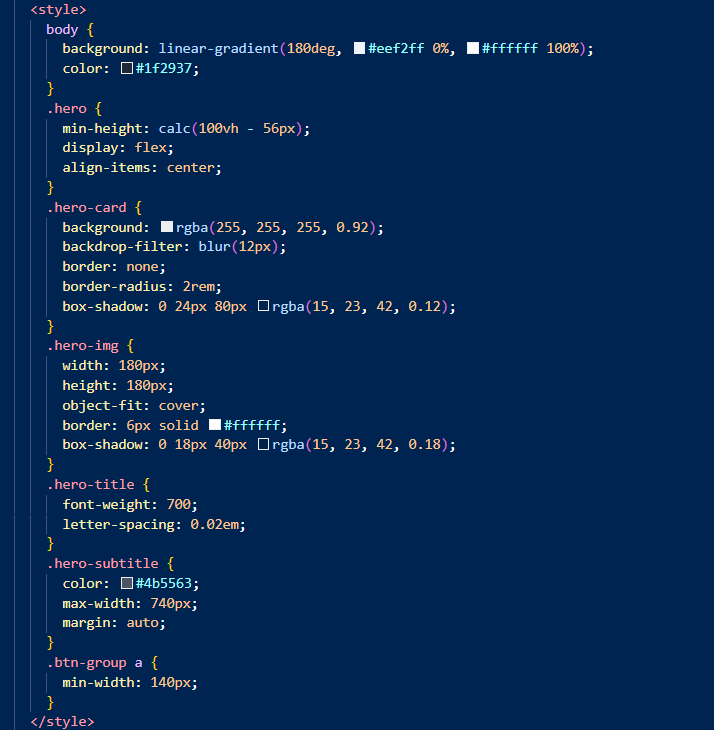 <style>
body {
background: linear-gradient(180deg, #eef2ff 0%, #ffffff 100%);
color: #1f2937;
}
.hero {
min-height: calc(100vh - 56px);
display: flex;
align-items: center;
}
.hero-card {
background: rgba(255, 255, 255, 0.92);
backdrop-filter: blur(12px);
border: none;
border-radius: 2rem;
box-shadow: 0 24px 80px rgba(15, 23, 42, 0.12);
}
.hero-img {
width: 180px;
height: 180px;
object-fit: cover;
border: 6px solid #ffffff;
box-shadow: 0 18px 40px rgba(15, 23, 42, 0.18);
}
.hero-title {
font-weight: 700;
letter-spacing: 0.02em;
}
.hero-subtitle {
color: #4b5563;
max-width: 740px;
margin: auto;
}
.btn-group a {
min-width: 140px;
}
</style>